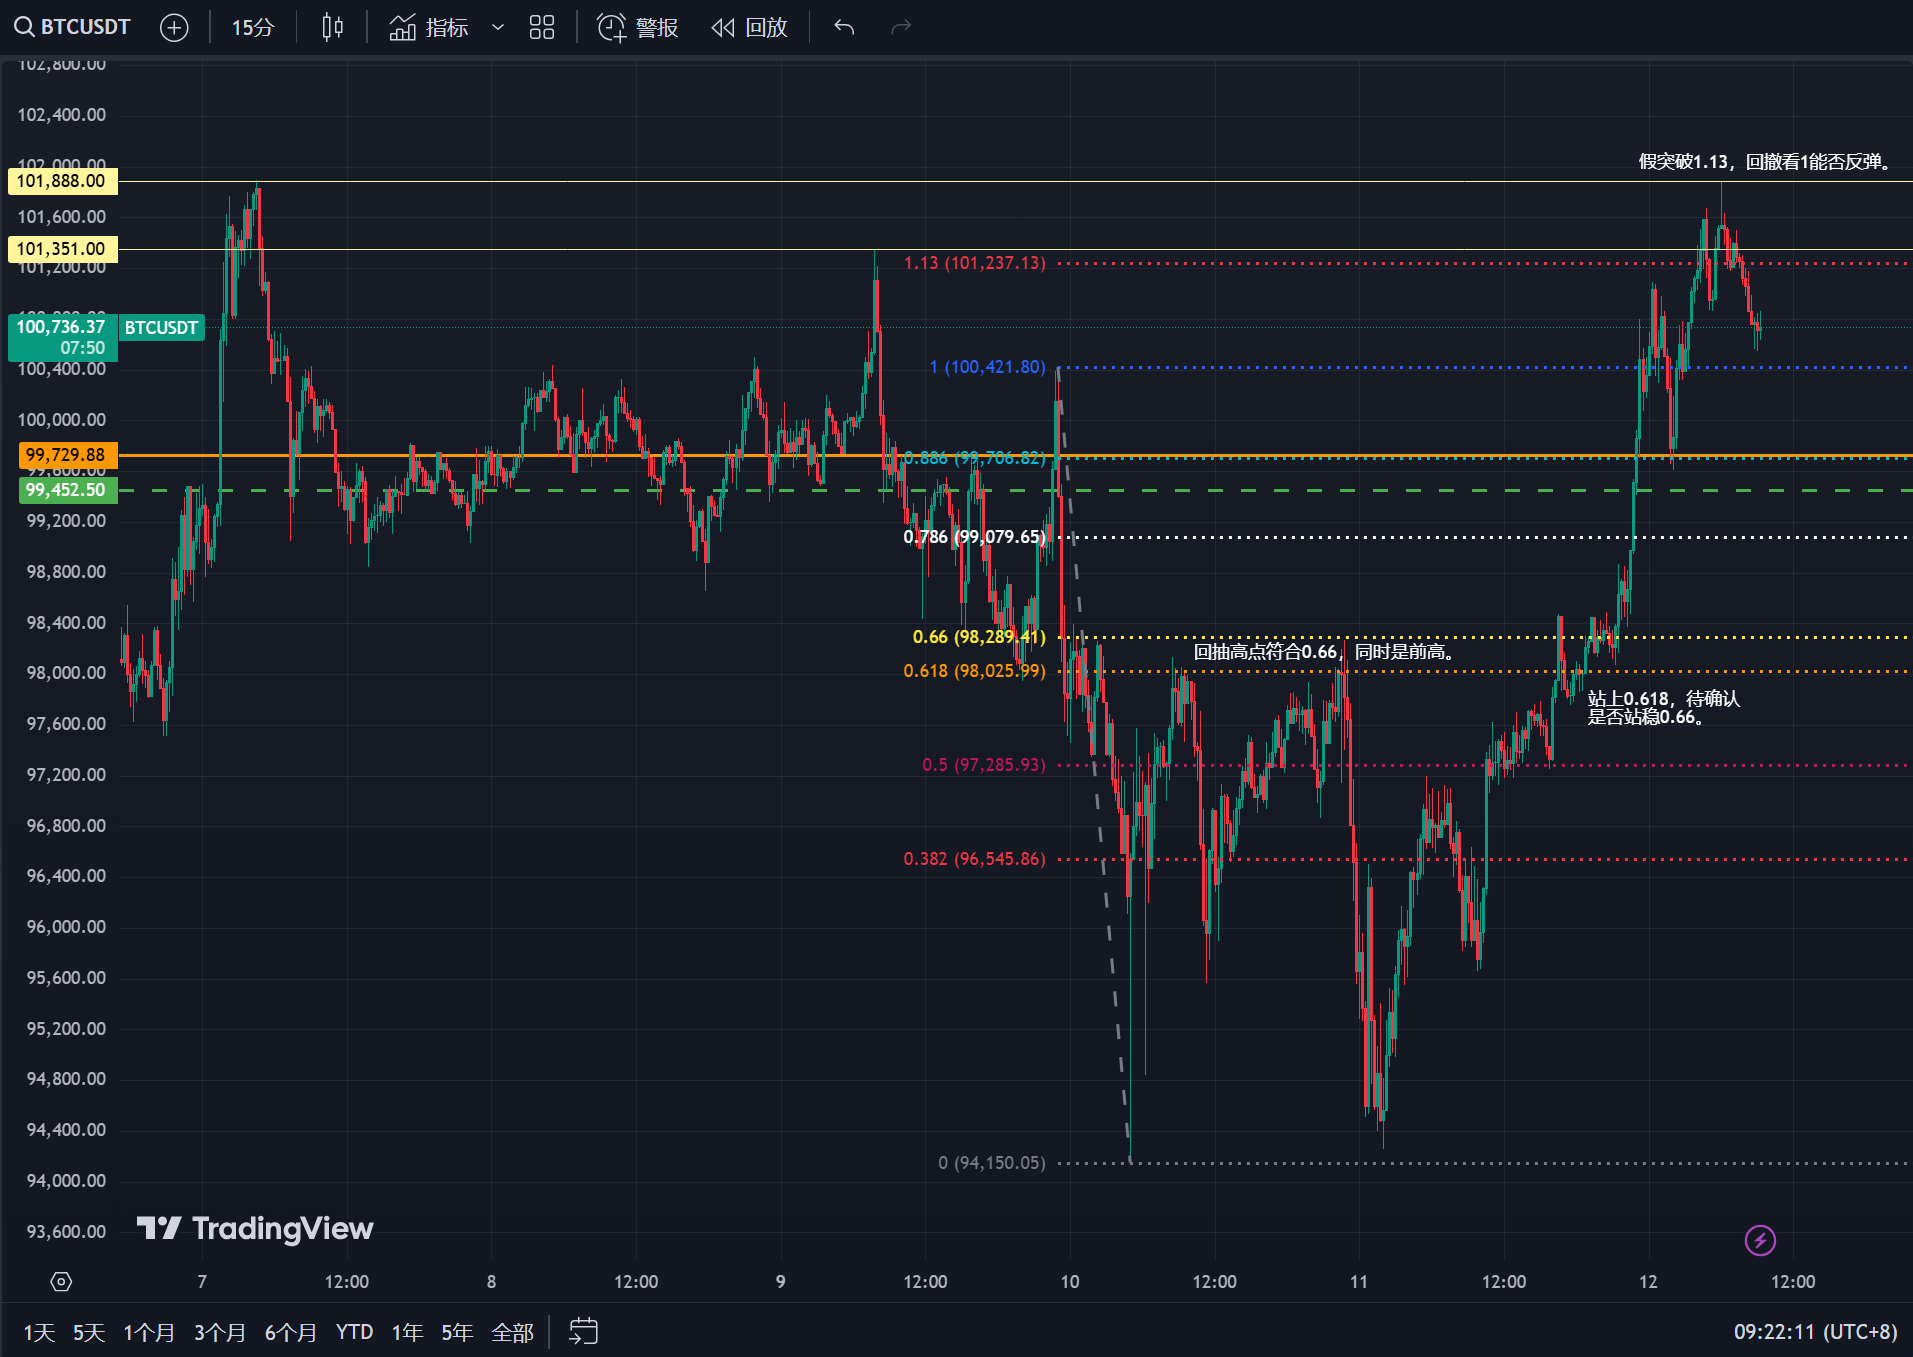 BTCUSDT
15分
指标
警报
回放
102,800.00
102,400.00
102,000.00
假突破1.13，回撤看1能否反弹。
101,888.00
101,600.00
101,351.00
101,200.00
1.13 (101,237.13)
100,736.37 BTCUSDT
07:50
100,400.00
1 (100,421.80)
100,000.00
99,729.88
99,600.00
0.886 (99,706.82)
99,452.50
99,200.00
0.786 (99,079.65)
98,800.00
98,400.00
0.66 (98,289.41)
回抽高点符合0.66，同时是前高。
98,000.00
0.618 (98,025.99)
站上0.618，待确认
是否站稳0.66。
97,600.00
97,200.00
0.5 (97,285.93)
96,800.00
0.382 (96,545.86)
96,400.00
96,000.00
95,600.00
95,200.00
94,800.00
94,400.00
0 (94,150.05)
94,000.00
93,600.00
TradingView
7 12:00 8 12:00 9 12:00 10 12:00 11 12:00 12 12:00
1天 5天 1个月 3个月 6个月 YTD 1年 5年 全部
09:22:11 (UTC+8)